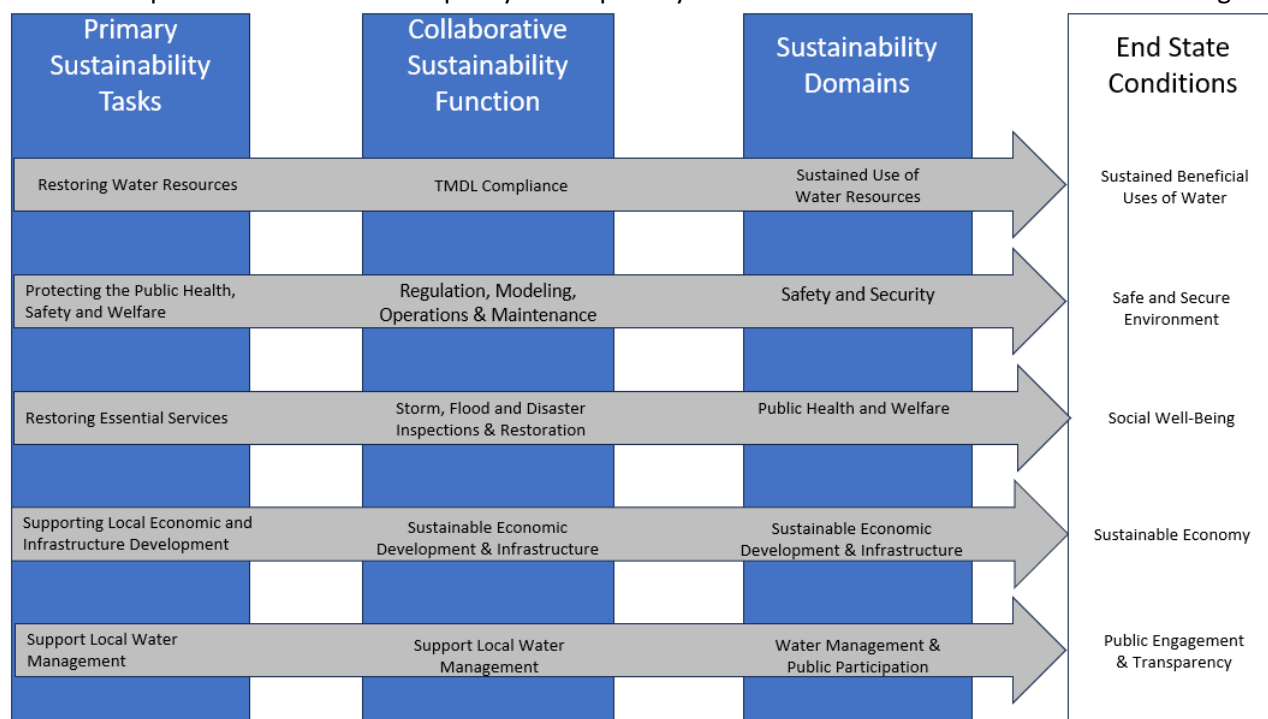 Primary
Sustainability
Tasks
Collaborative
Sustainability
Function
Sustainability
Domains
End State
Conditions
Restoring Water Resources
TMDL Compliance
Sustained Use of
Water Resources
Sustained Beneficial
Uses of Water
Protecting the Public Health,
Safety and Welfare
Regulation, Modeling,
Operations & Maintenance
Safety and Security
Safe and Secure
Environment
Restoring Essential Services
Storm, Flood and Disaster
Inspections & Restoration
Public Health and Welfare
Social Well-Being
Supporting Local Economic and
Infrastructure Development
Sustainable Economic
Development & Infrastructure
Sustainable Economic
Development & Infrastructure
Sustainable Economy
Support Local Water
Management
Support Local Water
Management
Water Management &
Public Participation
Public Engagement
& Transparency